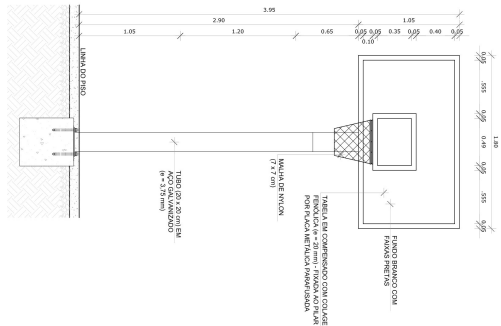 3.95
2.90
1.05
1.05
1.20
0.65
0.05
0.05
0.35
0.05
0.40
0.05
0.10
LINHA DO PISO
TUBO (20 x 20 cm) EM
AÇO GALVANIZADO
(e = 3,75 mm)
MALHA DE NYLON
(7 x 7 cm)
TABELA EM COMPENSADO COM COLAGE
FENÓLICA (e = 20 mm) - FIXADA AO PILAR
POR PLACA METÁLICA PARAFUSADA
FUNDO BRANCO COM
FAIXAS PRETAS
1.80
0.05
.555
0.05
0.49
0.05
.555
0.05